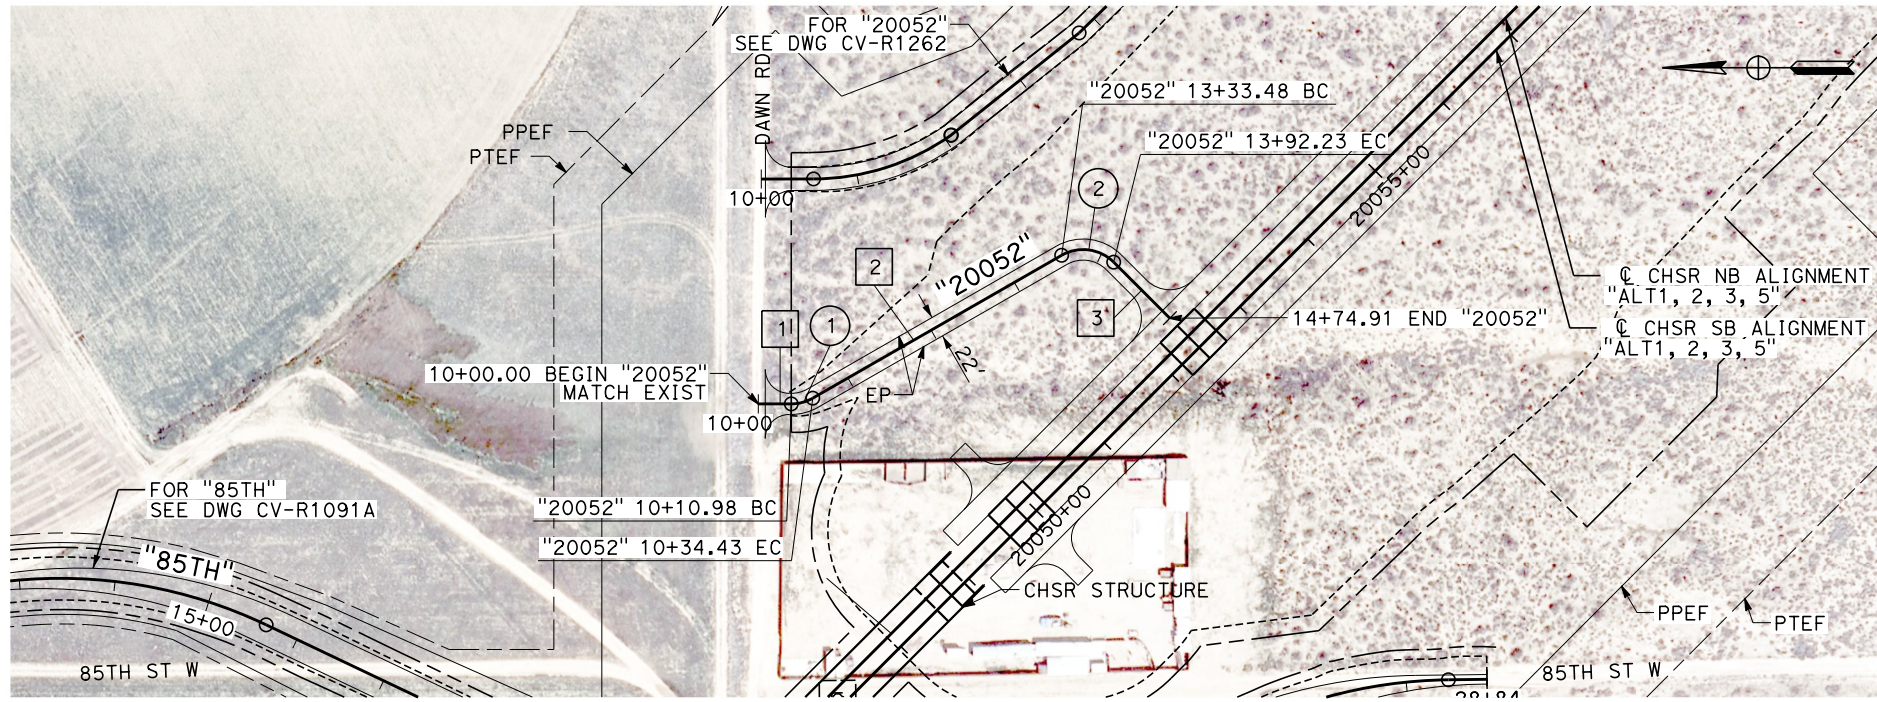 FOR "20052"
SEE DWG CV-R1262
DAWN RD
"20052" 13+33.48 BC
PPEF
PTEF
"20052" 13+92.23 EC
10+00
2
20055+00
2
"20052"
₵ CHSR NB ALIGNMENT
"ALT1, 2, 3, 5"
1
1
3
14+74.91 END "20052"
₵ CHSR SB ALIGNMENT
"ALT1, 2, 3, 5"
22'
10+00.00 BEGIN "20052"
MATCH EXIST
EP
10+00
FOR "85TH"
SEE DWG CV-R1091A
"20052" 10+10.98 BC
20050+00
"20052" 10+34.43 EC
"85TH"
CHSR STRUCTURE
15+00
PPEF
PTEF
85TH ST W
85TH ST W
28+84